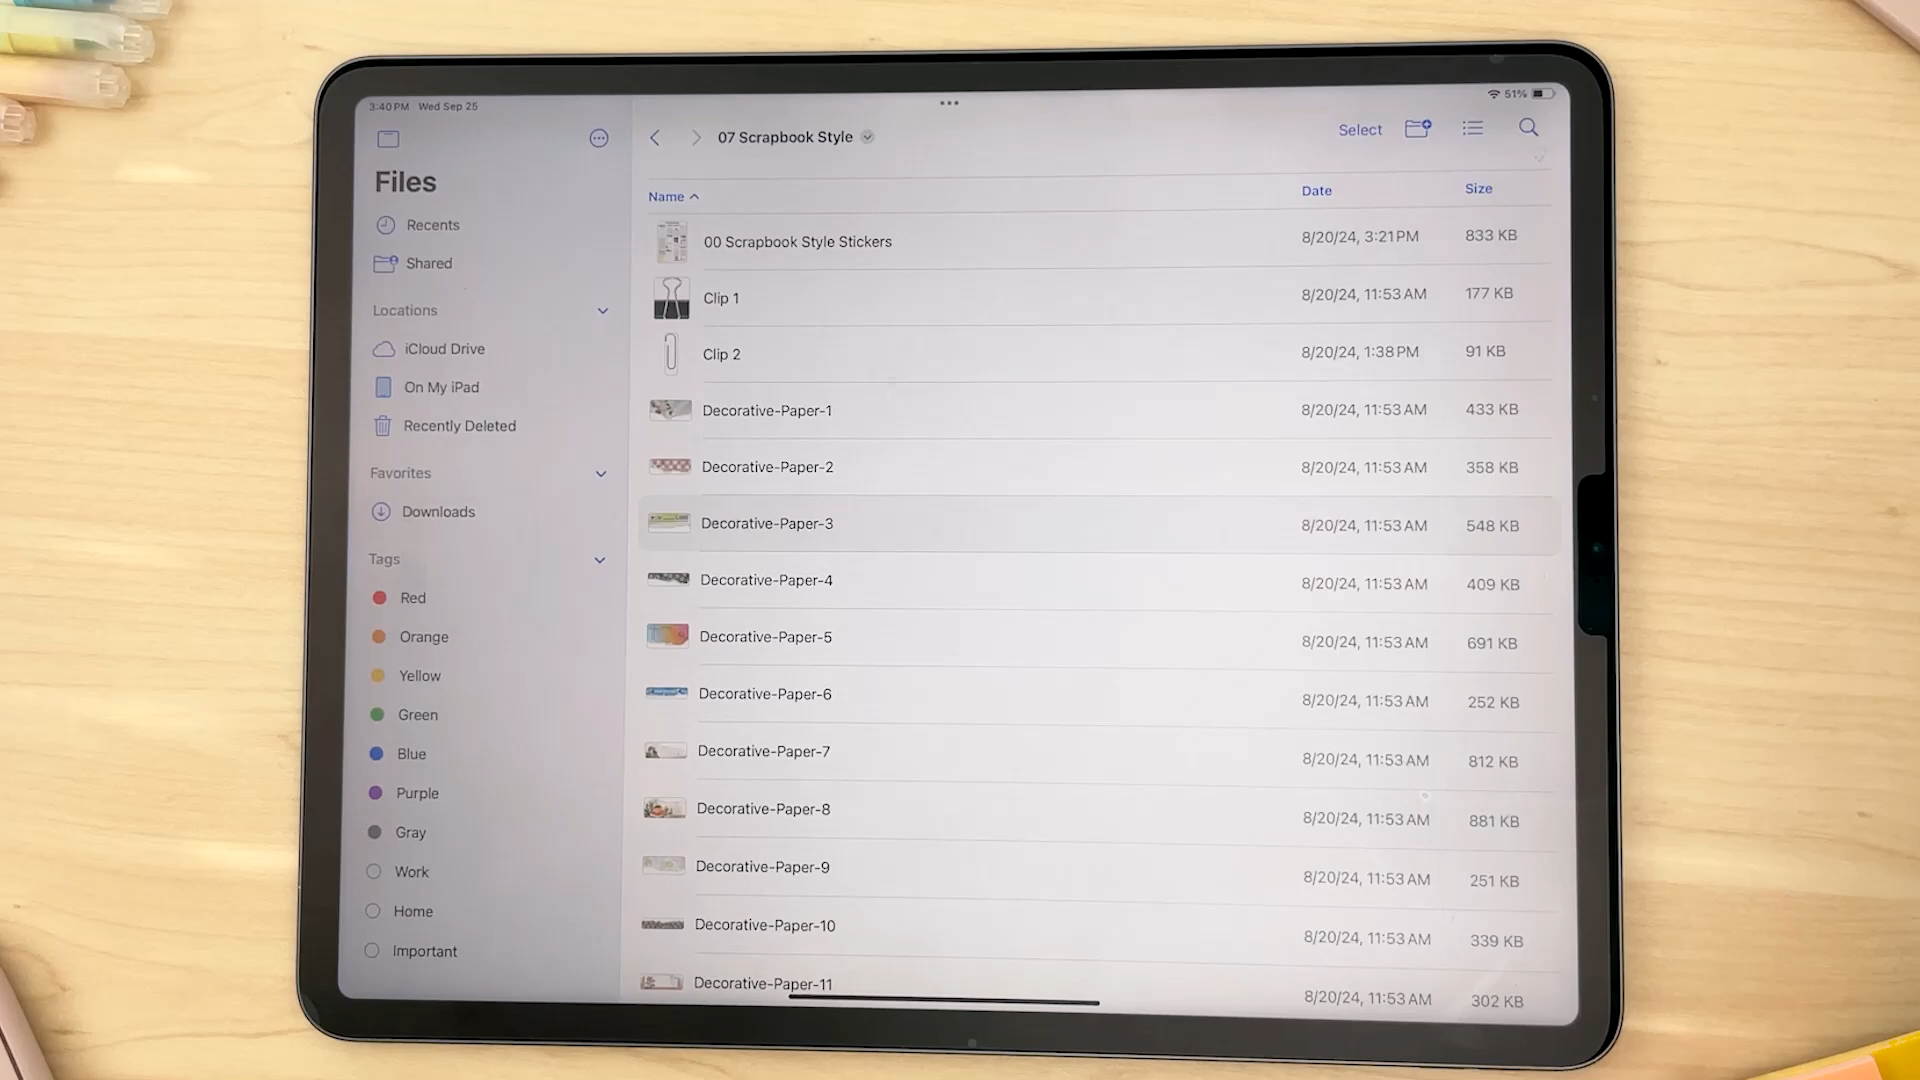 3:40 PM Wed Sep 25
51%
Files
Recents
Shared
Locations
iCloud Drive
On My iPad
Recently Deleted
Favorites
Downloads
Tags
Red
Orange
Yellow
Green
Blue
Purple
Gray
Work
Home
Important
07 Scrapbook Style
Select
Name Date Size
00 Scrapbook Style Stickers 8/20/24, 3:21 PM 833 KB
Clip 1 8/20/24, 11:53 AM 177 KB
Clip 2 8/20/24, 1:38 PM 91 KB
Decorative-Paper-1 8/20/24, 11:53 AM 433 KB
Decorative-Paper-2 8/20/24, 11:53 AM 358 KB
Decorative-Paper-3 8/20/24, 11:53 AM 548 KB
Decorative-Paper-4 8/20/24, 11:53 AM 409 KB
Decorative-Paper-5 8/20/24, 11:53 AM 691 KB
Decorative-Paper-6 8/20/24, 11:53 AM 252 KB
Decorative-Paper-7 8/20/24, 11:53 AM 812 KB
Decorative-Paper-8 8/20/24, 11:53 AM 881 KB
Decorative-Paper-9 8/20/24, 11:53 AM 251 KB
Decorative-Paper-10 8/20/24, 11:53 AM 339 KB
Decorative-Paper-11 8/20/24, 11:53 AM 302 KB